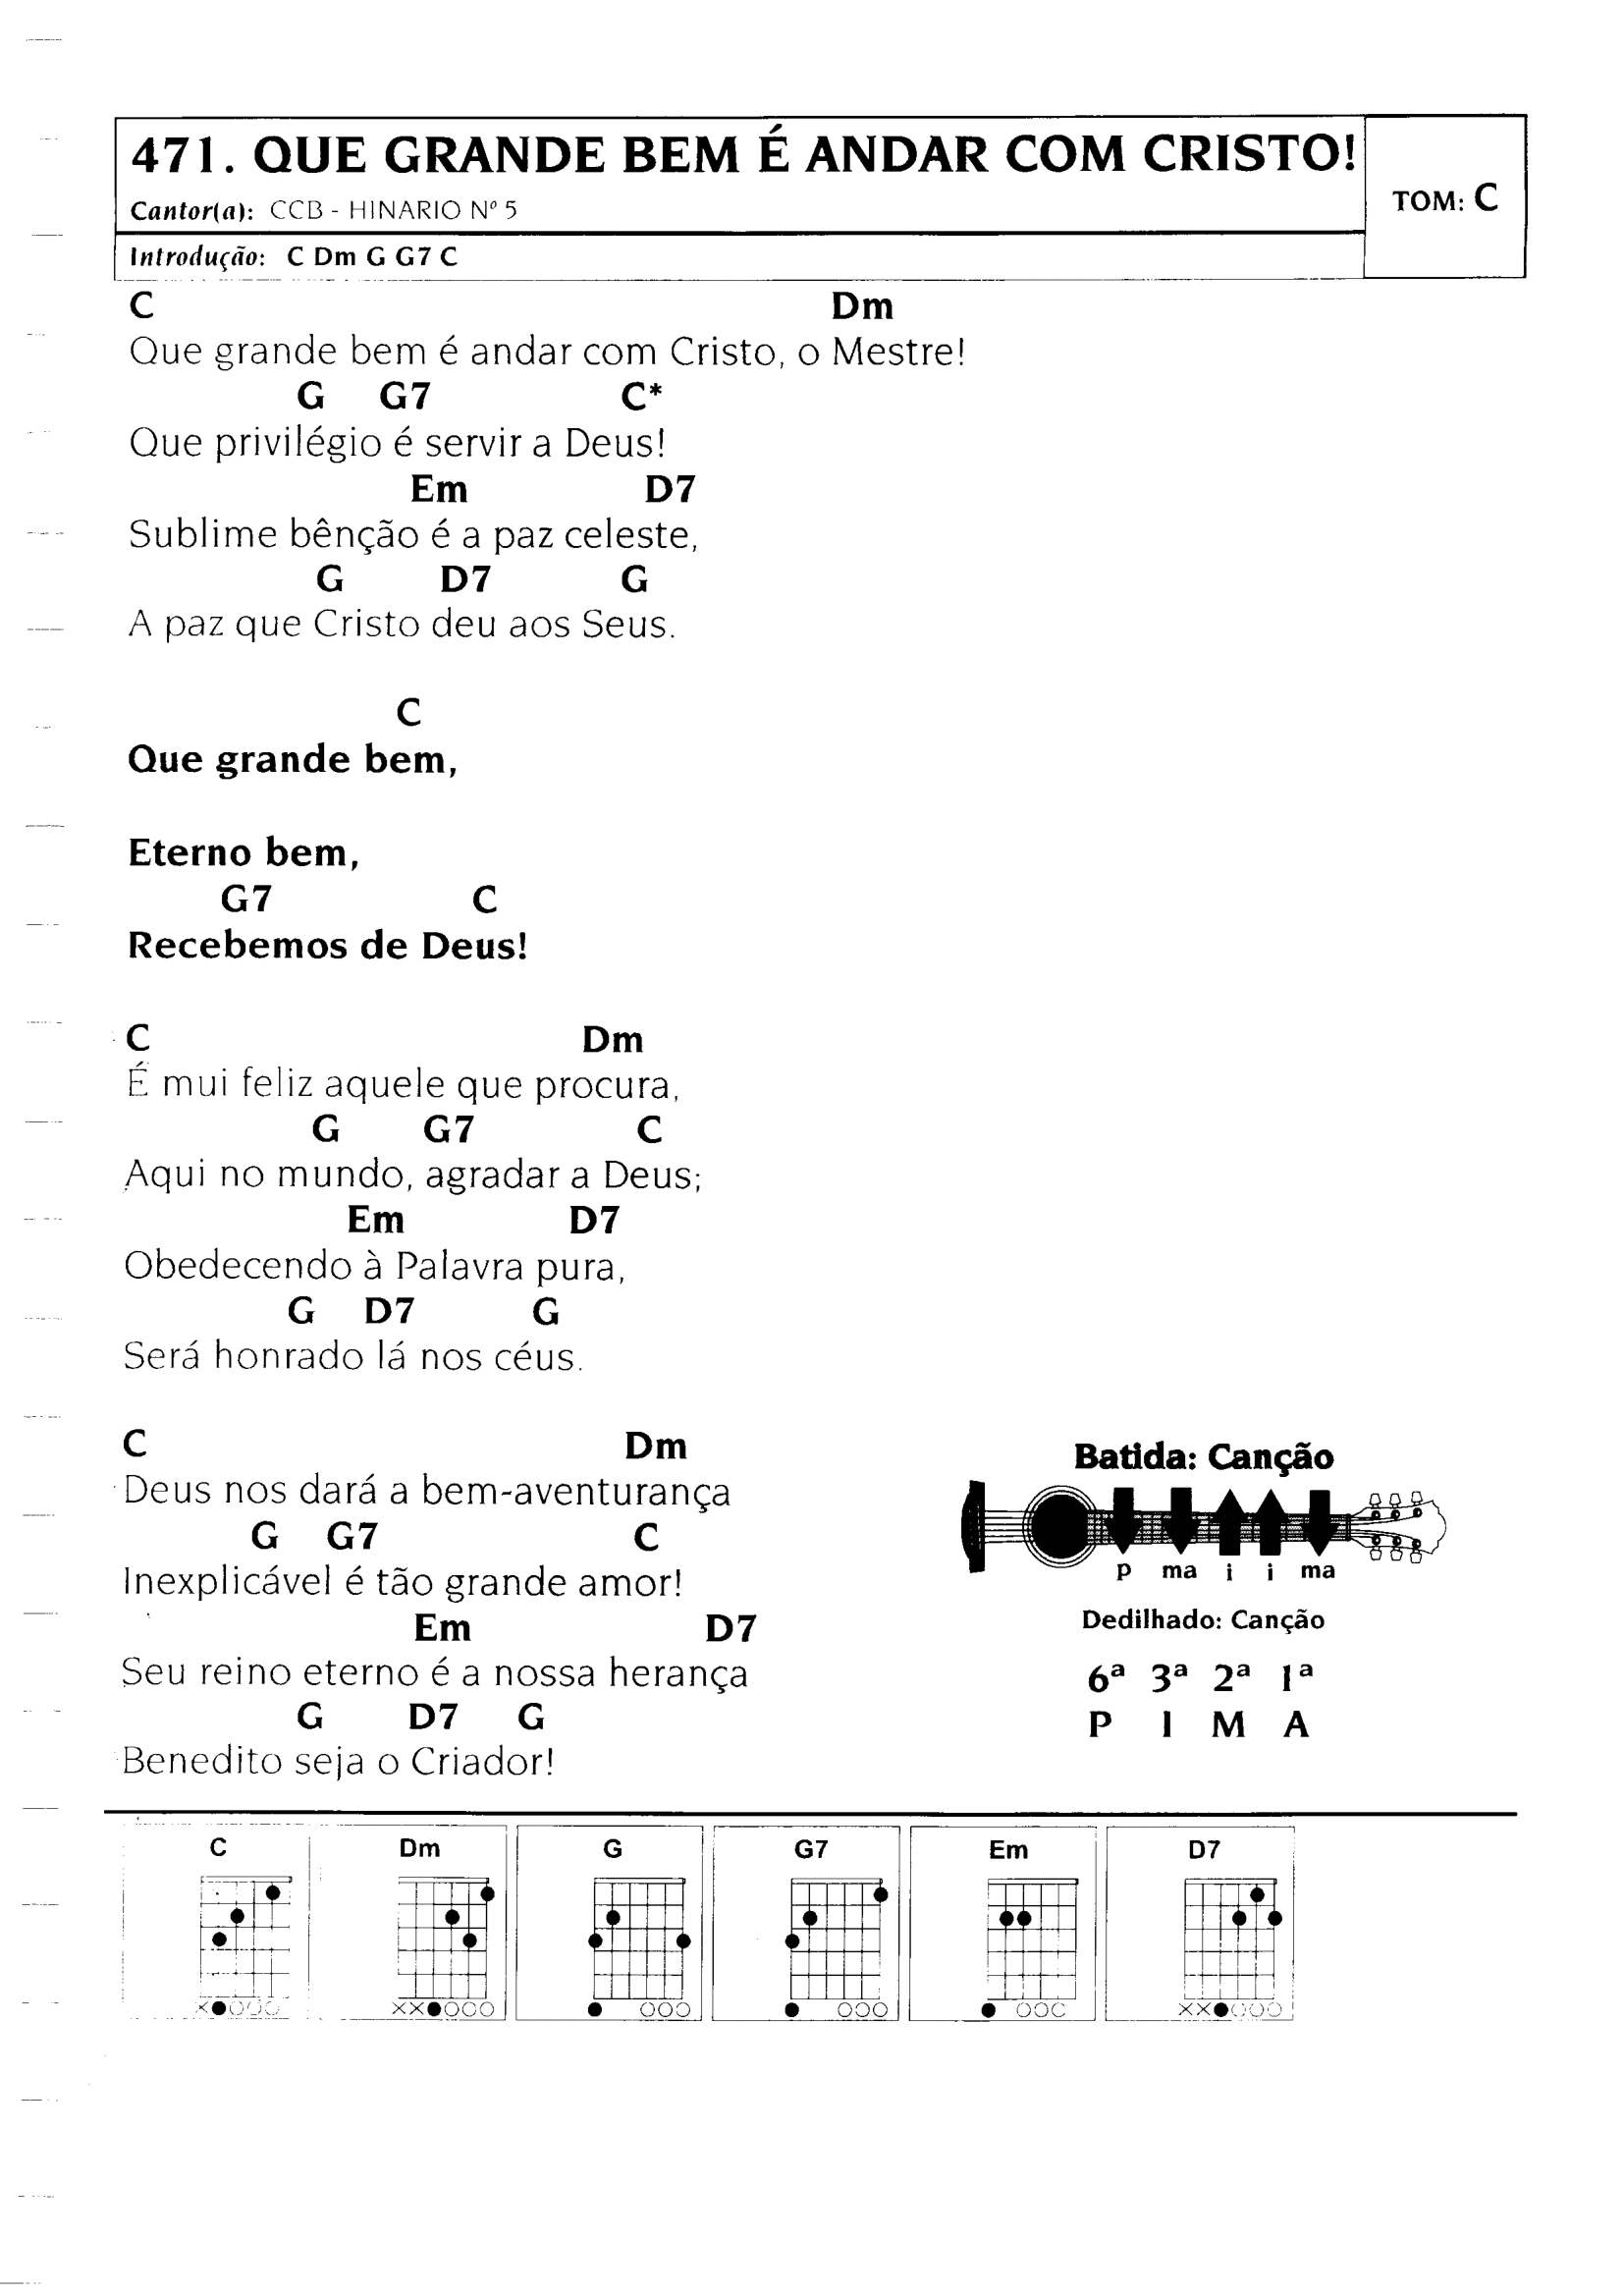 471. QUE GRANDE BEM É ANDAR COM CRISTO!
Cantor(a): CCB - HINARIO Nº 5
TOM: C
Introdução: C Dm G G7 C
C Dm
Que grande bem é andar com Cristo, o Mestre!
G G7 C*
Que privilégio é servir a Deus!
Em D7
Sublime bênção é a paz celeste,
G D7 G
A paz que Cristo deu aos Seus.
C
Que grande bem,
Eterno bem,
G7 C
Recebemos de Deus!
C Dm
É mui feliz aquele que procura,
G G7 C
Aqui no mundo, agradar a Deus;
Em D7
Obedecendo à Palavra pura,
G D7 G
Será honrado lá nos céus.
C Dm
Deus nos dará a bem-aventurança
G G7 C
Inexplicável é tão grande amor!
Em D7
Seu reino eterno é a nossa herança
G D7 G
Benedito seja o Criador!
Batida: Canção
p ma i i ma
Dedilhado: Canção
6ª 3ª 2ª 1ª
P I M A
C Dm G G7 Em D7